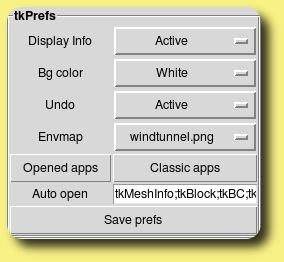 tkPrefs
Display Info Active
Bg color White
Undo Active
Envmap windtunnel.png
Opened apps Classic apps
Auto open tkMeshInfo;tkBlock;tkBC;tk
Save prefs